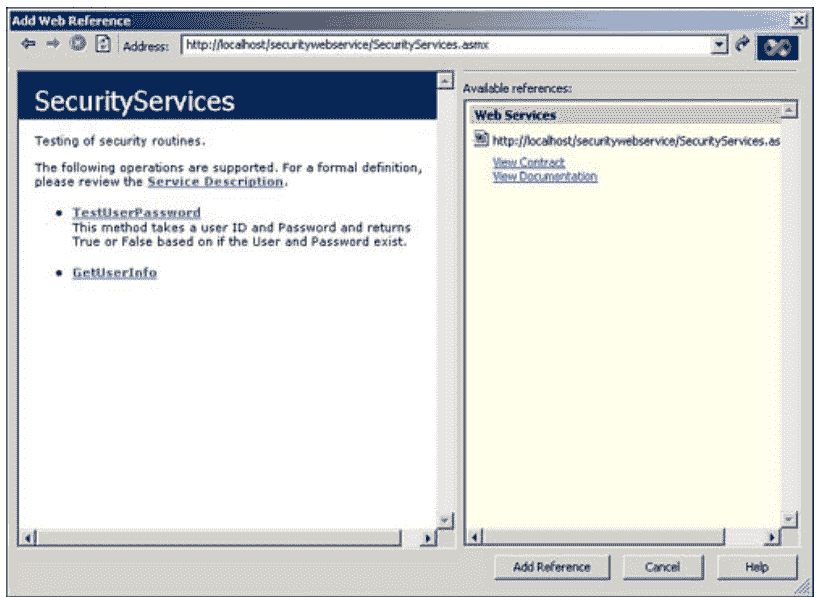 Add Web Reference
Address: http://localhost/securitywebservice/SecurityServices.asmx
SecurityServices
Testing of security routines.
The following operations are supported. For a formal definition,
please review the Service Description.
TestUserPassword
This method takes a user ID and Password and returns
True or False based on if the User and Password exist.
GetUserInfo
Available references:
Web Services
http://localhost/securitywebservice/SecurityServices.as
View Contract
View Documentation
Add Reference
Cancel
Help